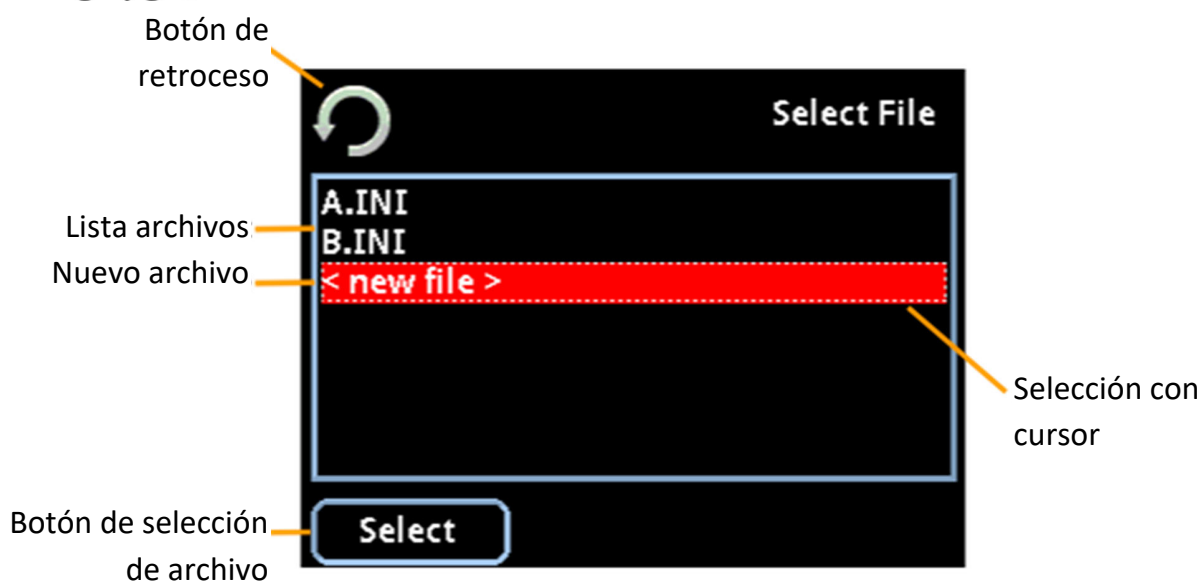 Botón de
retroceso
Select File
A.INI
Lista archivos
B.INI
Nuevo archivo
< new file >
Selección con
cursor
Select
Botón de selección
de archivo